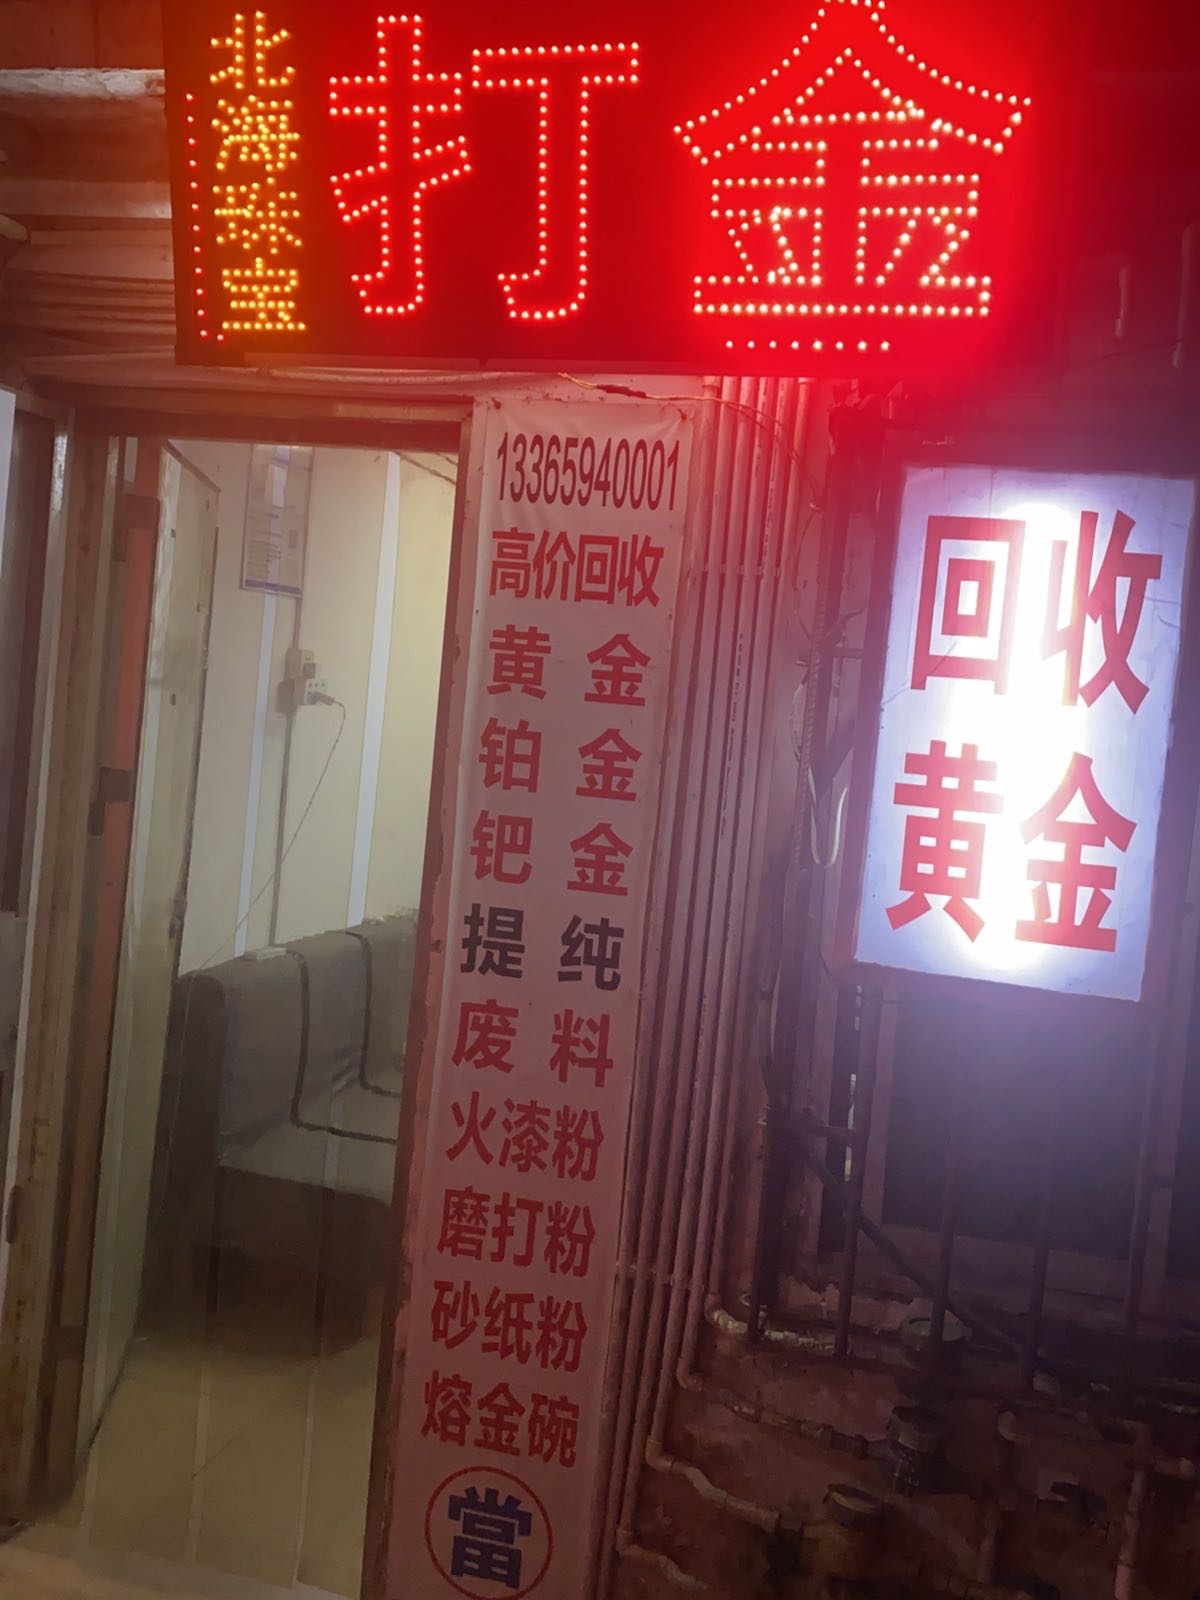 北海珠宝
打金
13365940001
高价回收
黄金
铂金
钯金
提纯
废料
火漆粉
磨打粉
砂纸粉
熔金碗
當
回收
黄金